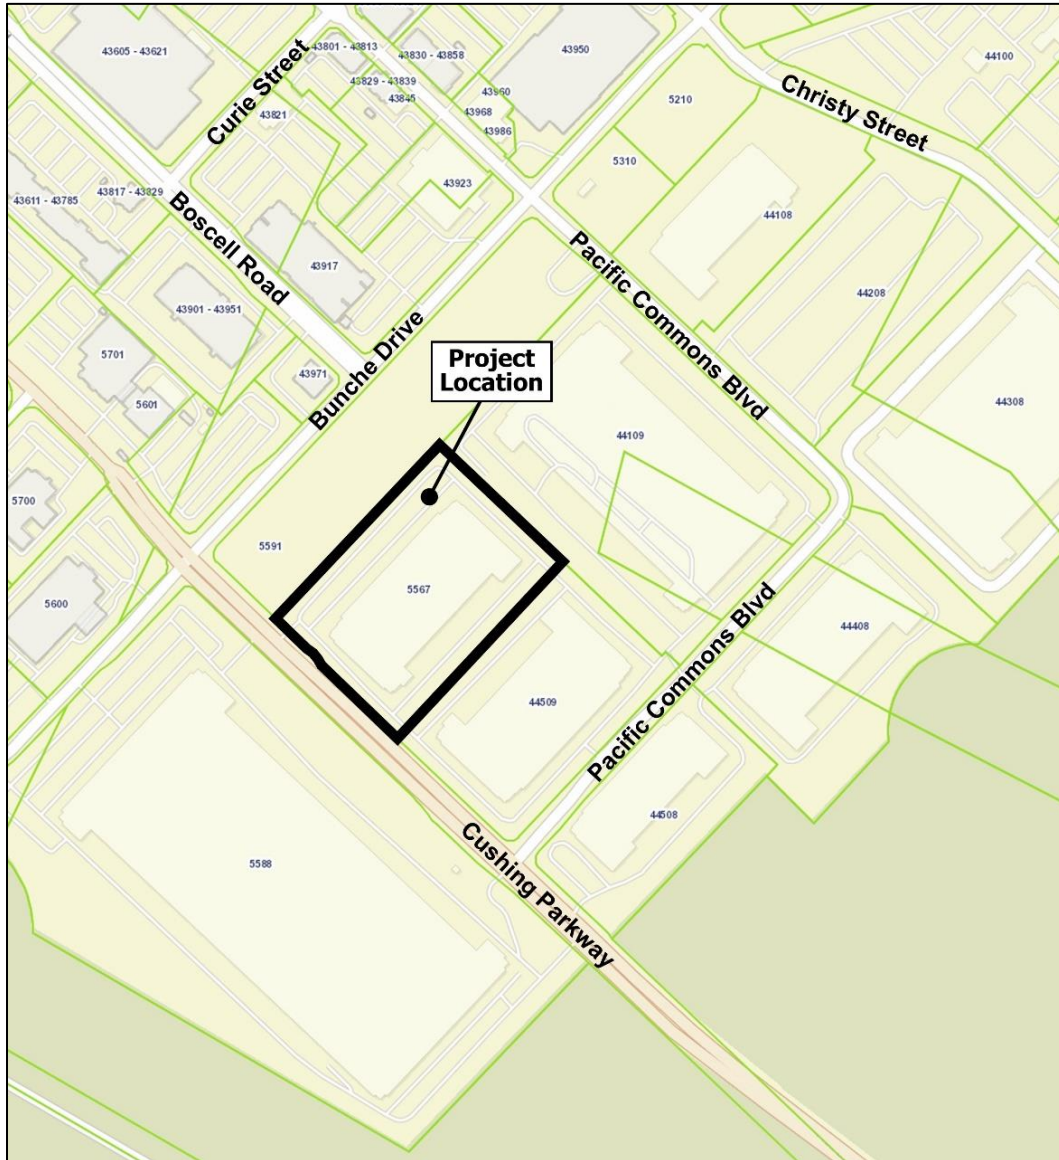 43605 - 43621
43801 - 43813
43830 - 43858
43950
44100
Curie Street
43829 - 43839
43845
43960
43968
43986
43821
5210
Christy Street
5310
43923
43611 - 43785
43817 - 43829
Boscell Road
44108
43917
Pacific Commons Blvd
44208
43901 - 43951
5701
Bunche Drive
Project
Location
43971
5601
44308
44109
5700
5591
5567
5600
44408
44509
Pacific Commons Blvd
44508
5588
Cushing Parkway